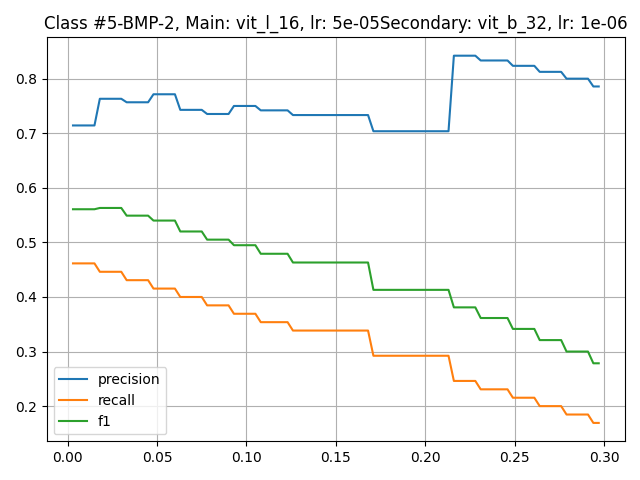 Class #5-BMP-2, Main: vit_l_16, lr: 5e-05Secondary: vit_b_32, lr: 1e-06
0.8
0.7
0.6
0.5
0.4
0.3
0.2
precision
recall
f1
0.00 0.05 0.10 0.15 0.20 0.25 0.30